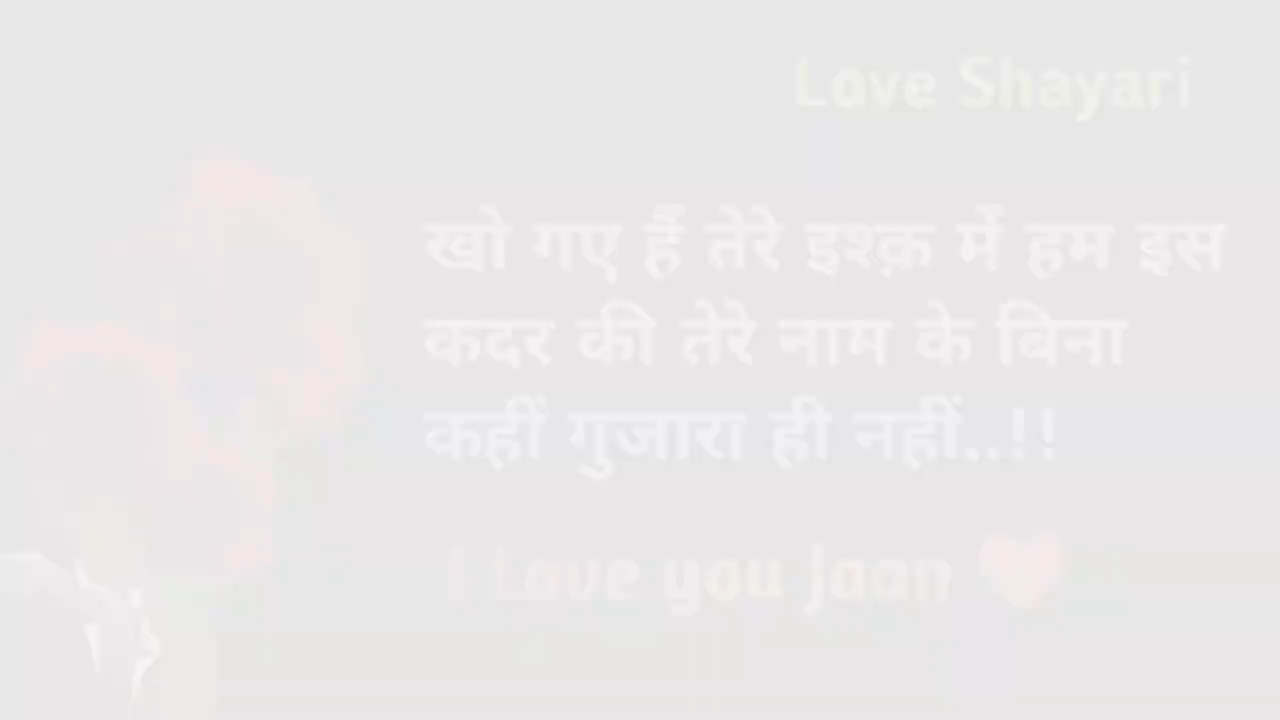 Love Shayari
खो गए हैं तेरे इश्क़ में हम इस
कदर की तेरे नाम के बिना
कहीं गुजारा ही नहीं..!!
I Love you Jaan ❤